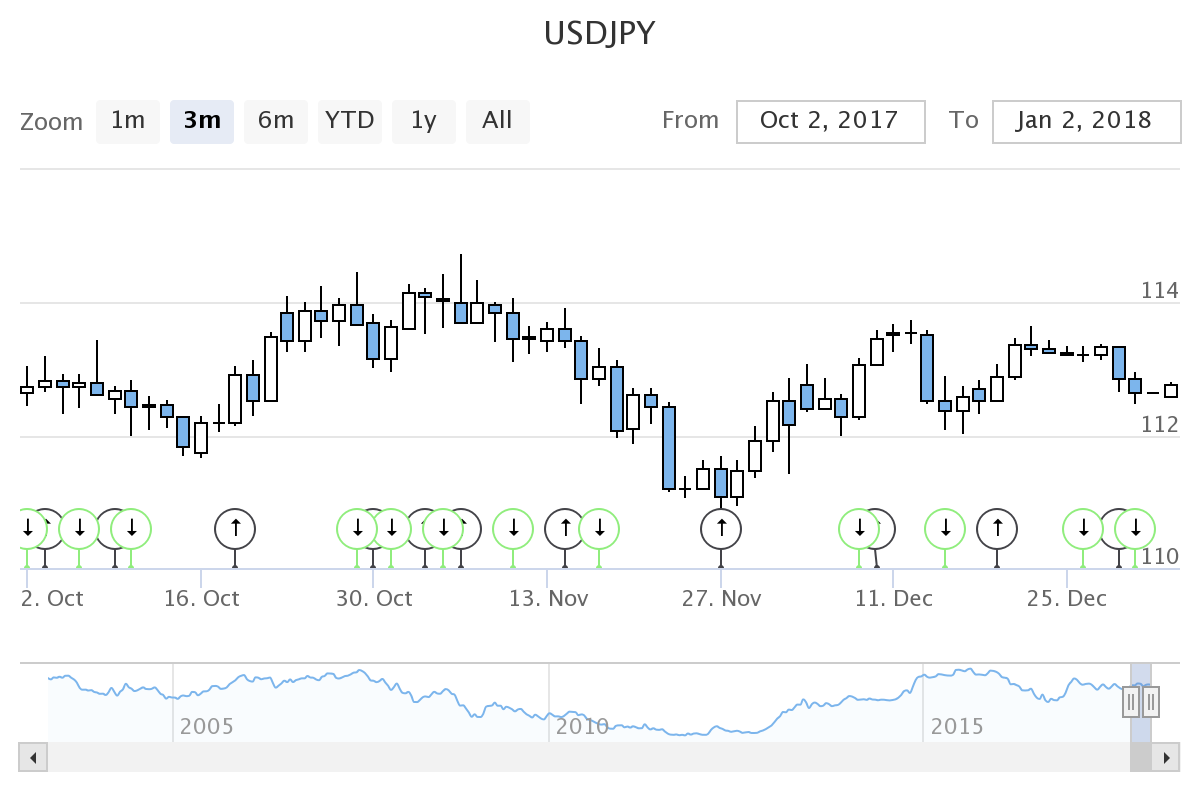 USDJPY
Zoom 1m 3m 6m YTD 1y All From Oct 2, 2017 To Jan 2, 2018
114
112
110
2. Oct 16. Oct 30. Oct 13. Nov 27. Nov 11. Dec 25. Dec
2005 2010 2015